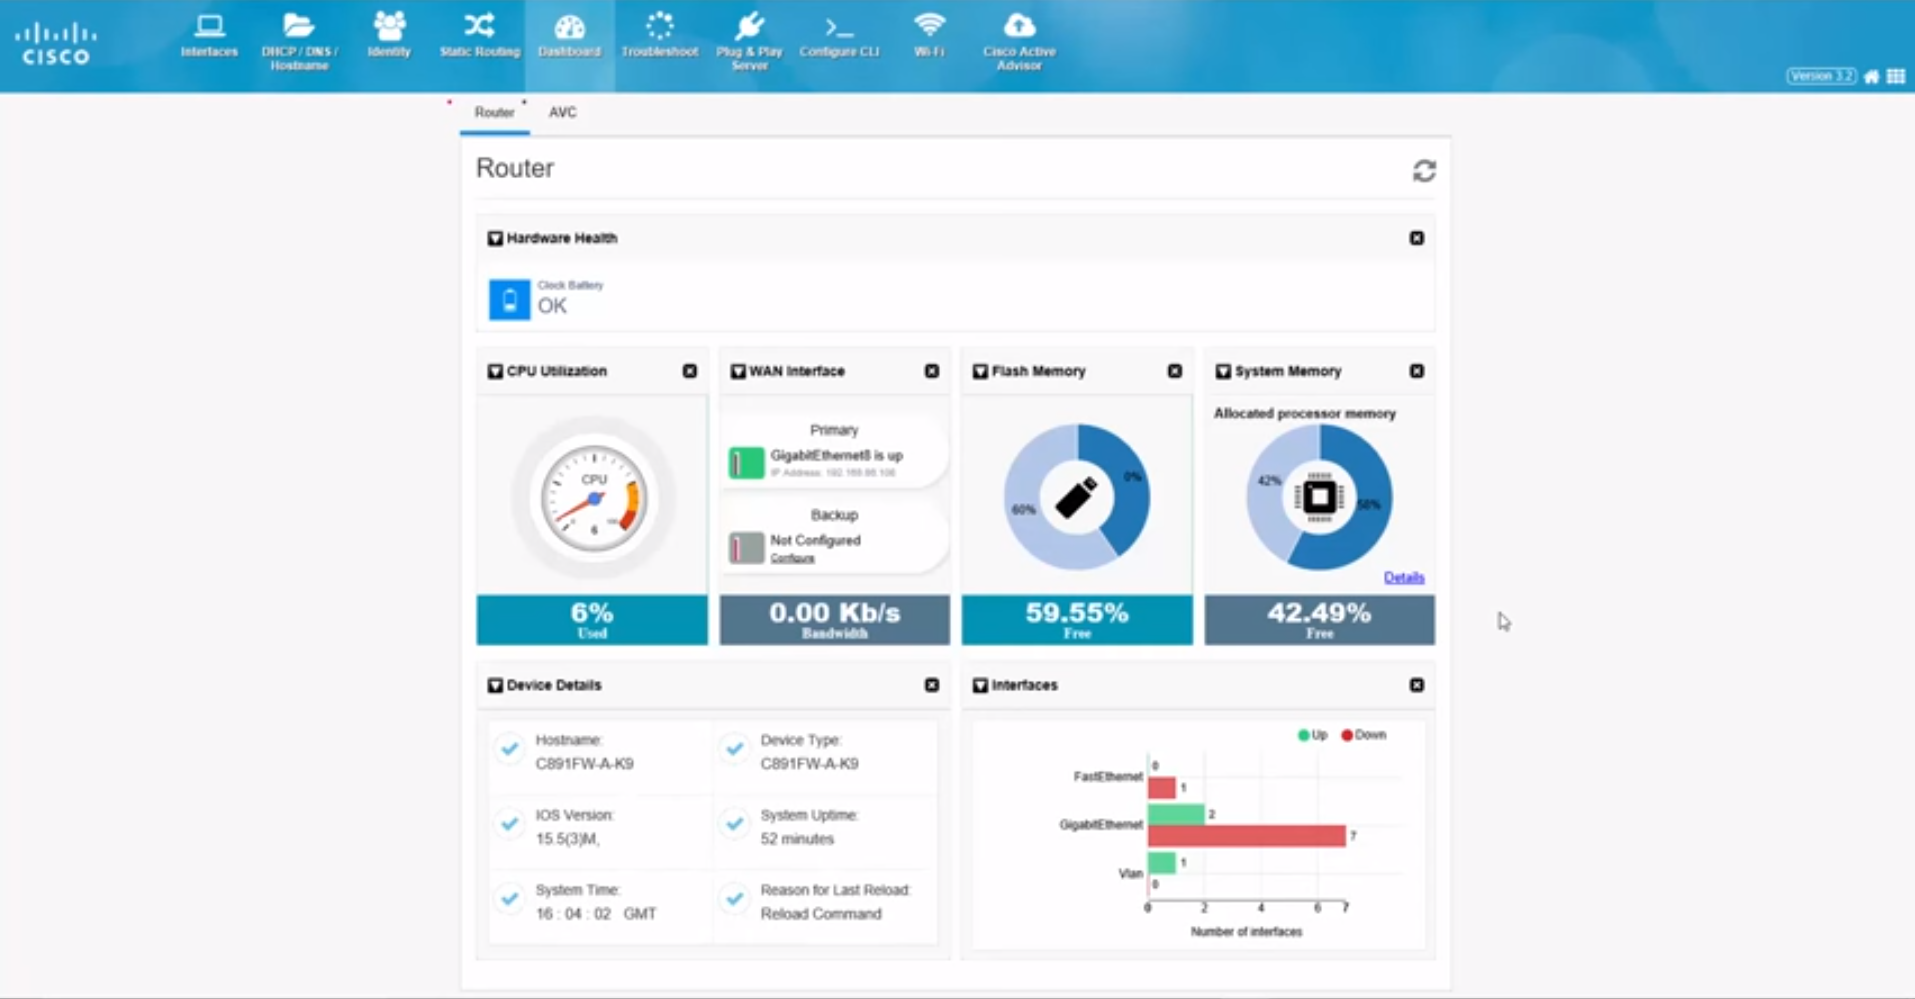 CISCO
Interfaces
DHCP / DNS /
Hostname
Identity
Static Routing
Dashboard
Troubleshoot
Plug & Play
Server
Configure CLI
Wi-Fi
Cisco Active
Advisor
Version 3.2
Router
AVC
Router
Hardware Health
Clock Battery
OK
CPU Utilization
WAN Interface
Flash Memory
System Memory
CPU
0
100
6
6%
Used
Primary
GigabitEthernet8 is up
IP Address:
Backup
Not Configured
Configure
0.00 Kb/s
Bandwidth
0%
60%
59.55%
Free
Allocated processor memory
42%
58%
Details
42.49%
Free
Device Details
Hostname:
C891FW-A-K9
Device Type:
C891FW-A-K9
IOS Version:
15.5(3)M,
System Uptime:
52 minutes
System Time:
16 : 04 : 02 GMT
Reason for Last Reload:
Reload Command
Interfaces
Up
Down
FastEthernet
0
1
GigabitEthernet
2
7
Vlan
1
0
0
2
4
6
7
Number of interfaces